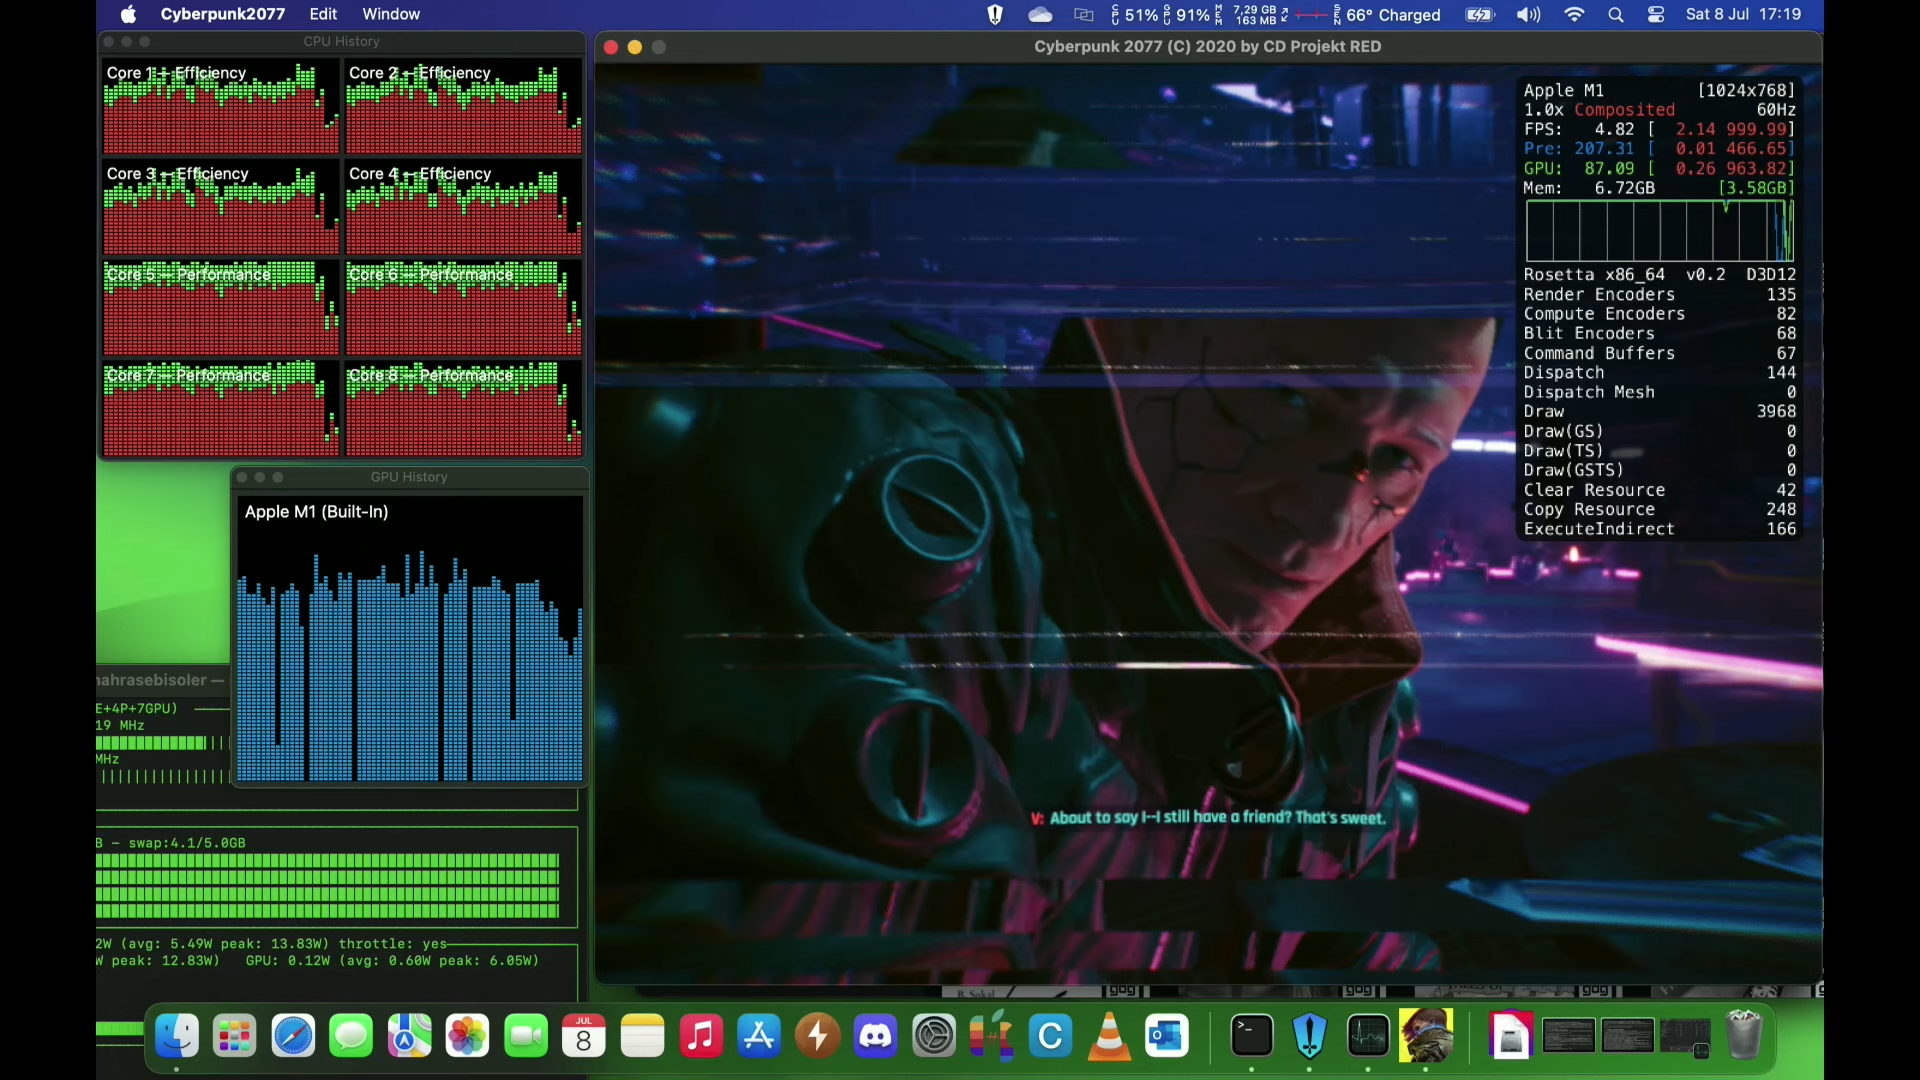 Cyberpunk2077 Edit Window
CPU 51% GPU 91% MEM 7,29 GB 163 MB SEN 66° Charged Sat 8 Jul 17:19
CPU History
Core 1 — Efficiency
Core 2 — Efficiency
Core 3 — Efficiency
Core 4 — Efficiency
Core 5 — Performance
Core 6 — Performance
Core 7 — Performance
Core 8 — Performance
GPU History
Apple M1 (Built-In)
nahrasebisoler —
E+4P+7GPU)
19 MHz
MHz
B - swap:4.1/5.0GB
2W (avg: 5.49W peak: 13.83W) throttle: yes
W peak: 12.83W) GPU: 0.12W (avg: 0.60W peak: 6.05W)
Cyberpunk 2077 (C) 2020 by CD Projekt RED
Apple M1 [1024x768]
1.0x Composited 60Hz
FPS: 4.82 [ 2.14 999.99]
Pre: 207.31 [ 0.01 466.65]
GPU: 87.09 [ 0.26 963.82]
Mem: 6.72GB [3.58GB]
Rosetta x86_64 v0.2 D3D12
Render Encoders 135
Compute Encoders 82
Blit Encoders 68
Command Buffers 67
Dispatch 144
Dispatch Mesh 0
Draw 3968
Draw(GS) 0
Draw(TS) 0
Draw(GSTS) 0
Clear Resource 42
Copy Resource 248
ExecuteIndirect 166
V: About to say I--I still have a friend? That's sweet.
B. Sokal gog gog gog
JUL
8